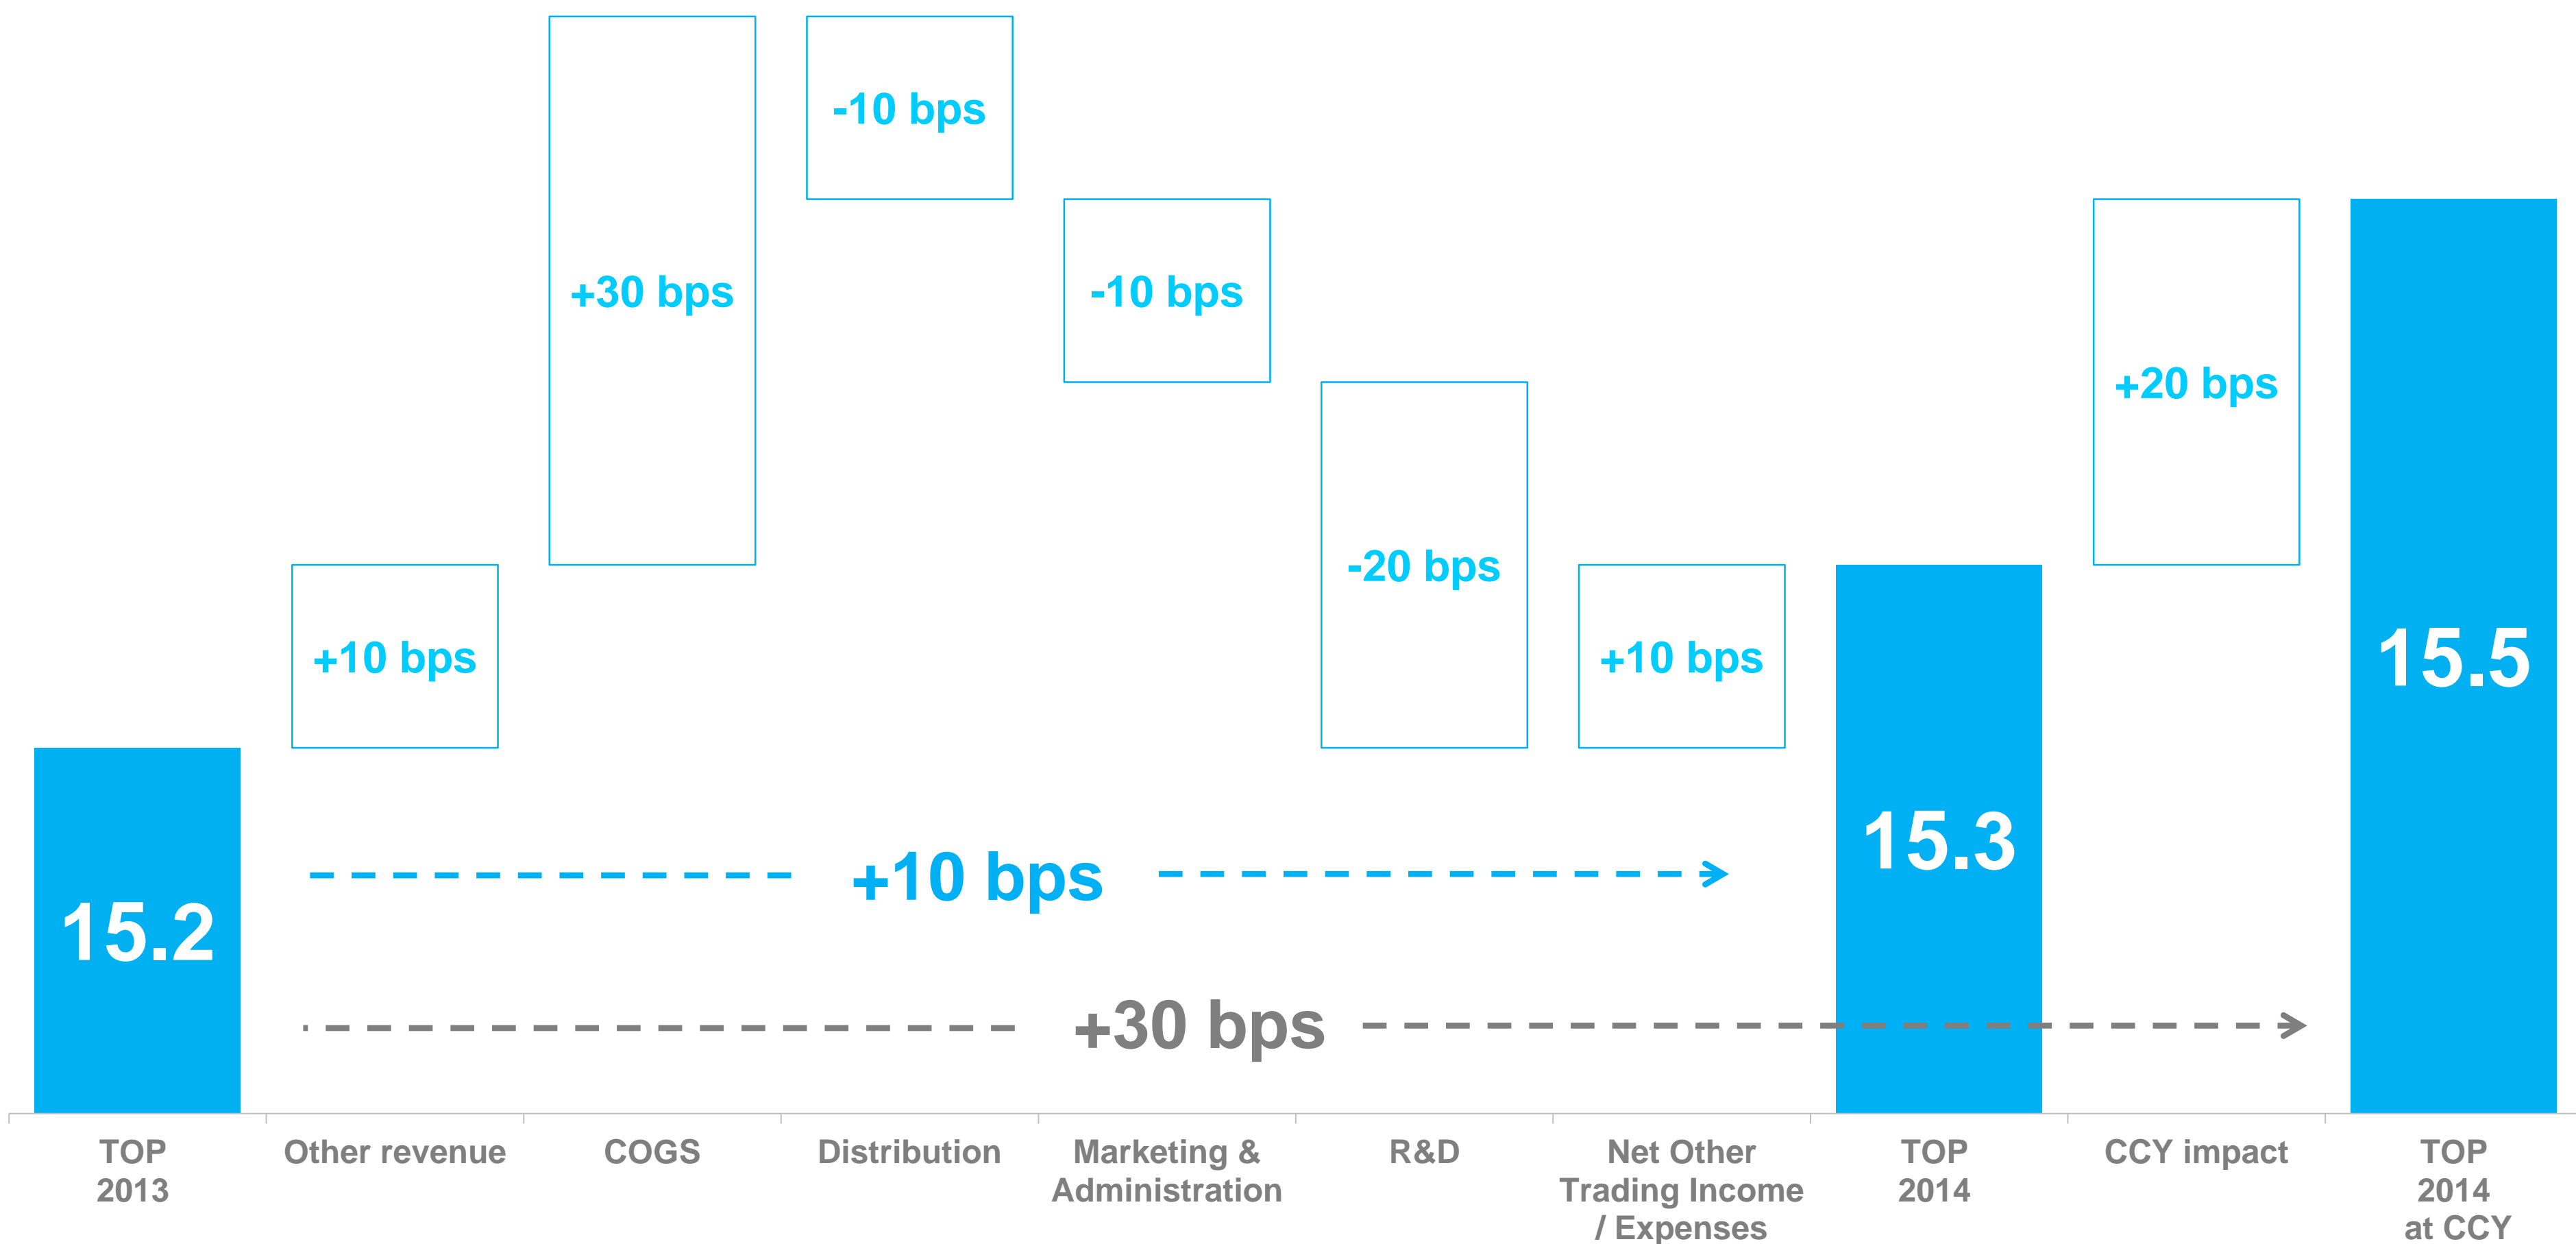 -10 bps
+30 bps
-10 bps
+20 bps
-20 bps
+10 bps
+10 bps
15.5
15.3
+10 bps
15.2
+30 bps
TOP
2013
Other revenue
COGS
Distribution
Marketing &
Administration
R&D
Net Other
Trading Income
/ Expenses
TOP
2014
CCY impact
TOP
2014
at CCY